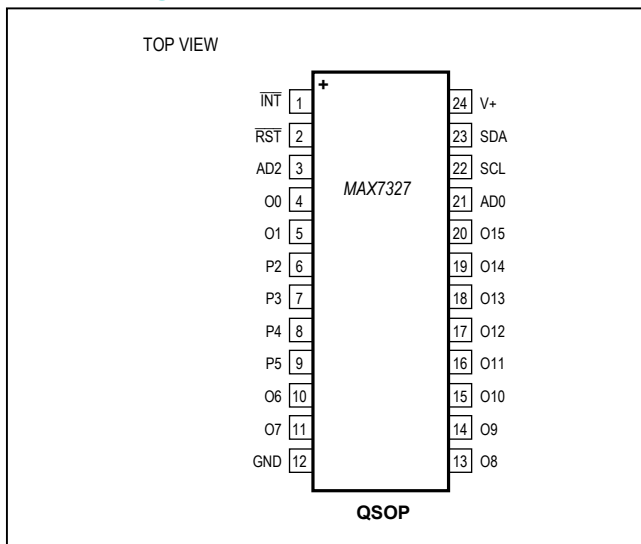 TOP VIEW
+
I̅N̅T̅ 1
R̅S̅T̅ 2
AD2 3
O0 4
O1 5
P2 6
P3 7
P4 8
P5 9
O6 10
O7 11
GND 12
MAX7327
24 V+
23 SDA
22 SCL
21 AD0
20 O15
19 O14
18 O13
17 O12
16 O11
15 O10
14 O9
13 O8
QSOP